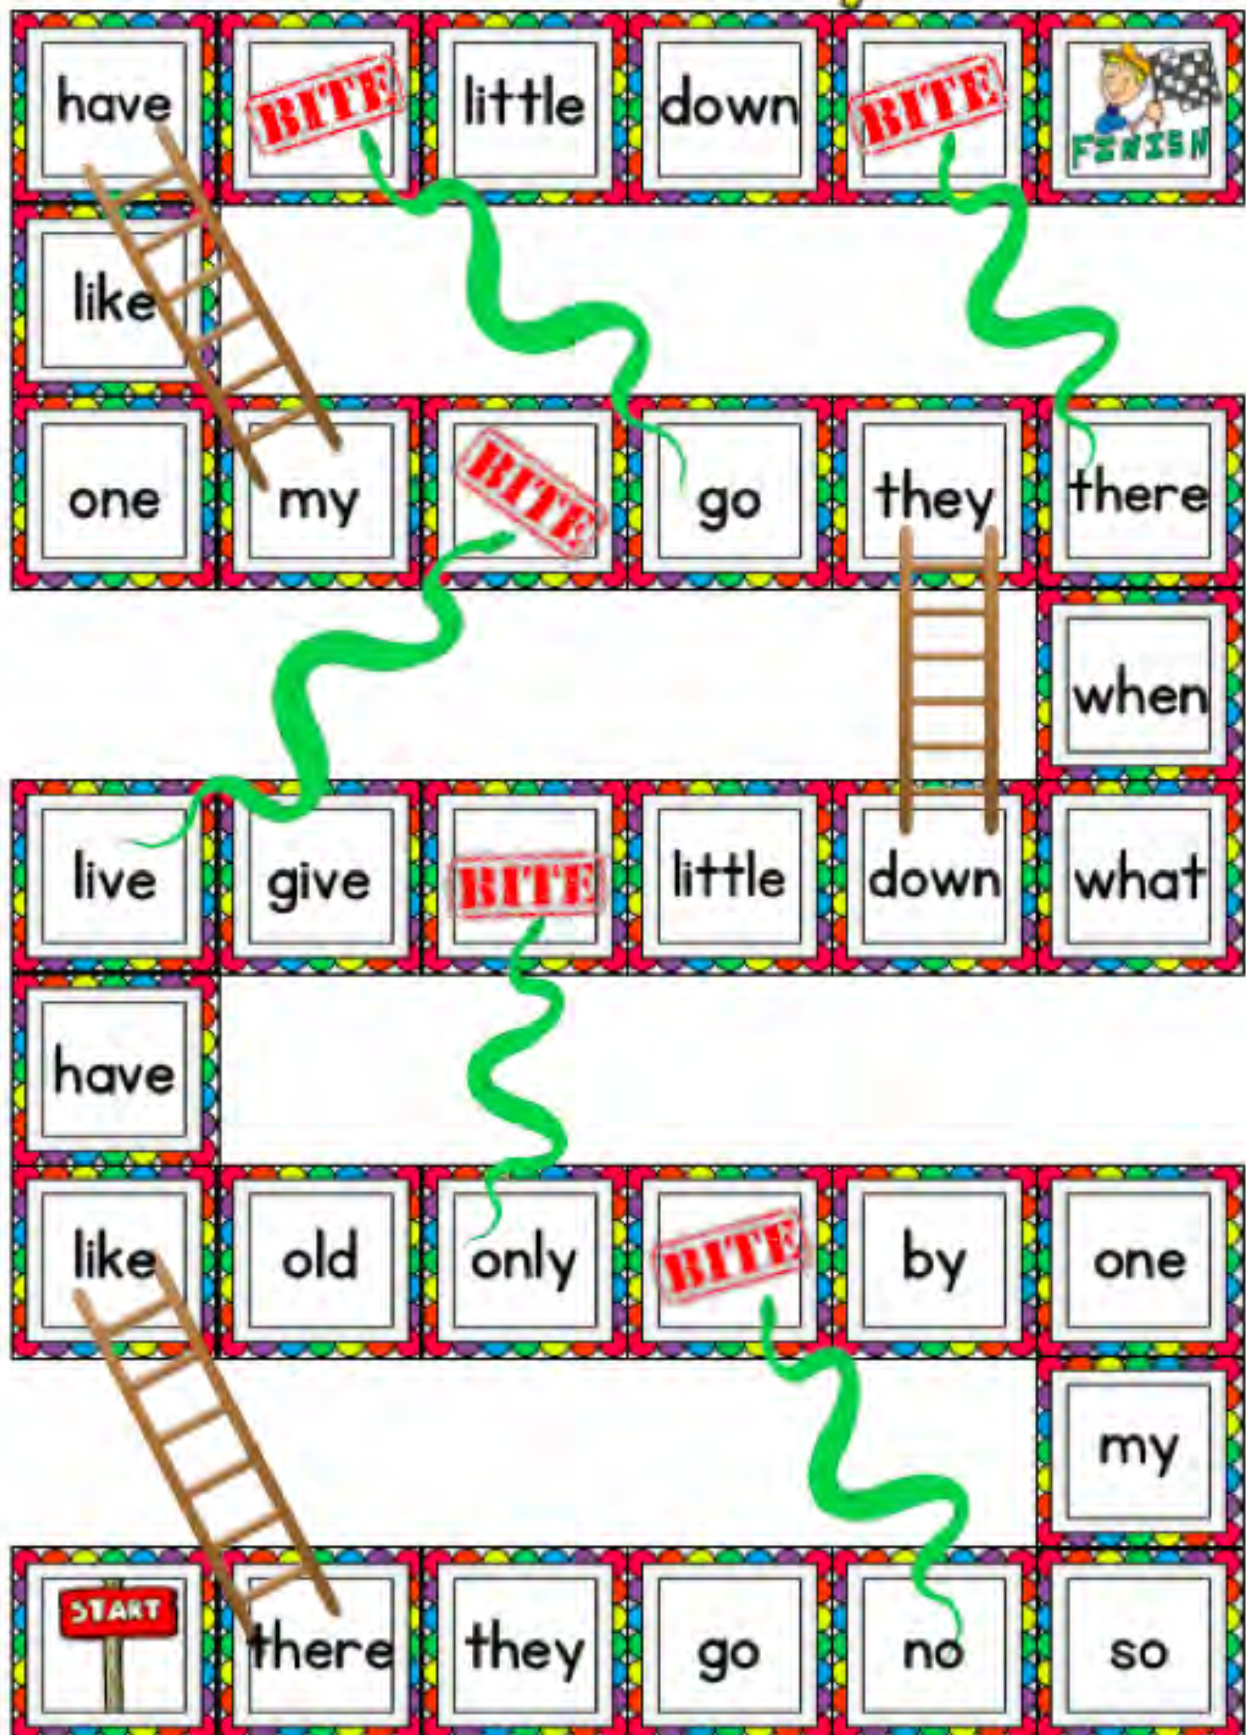 have BITE little down BITE FINISH
like
one my BITE go they there
when
live give BITE little down what
have
like old only BITE by one
my
START there they go no so